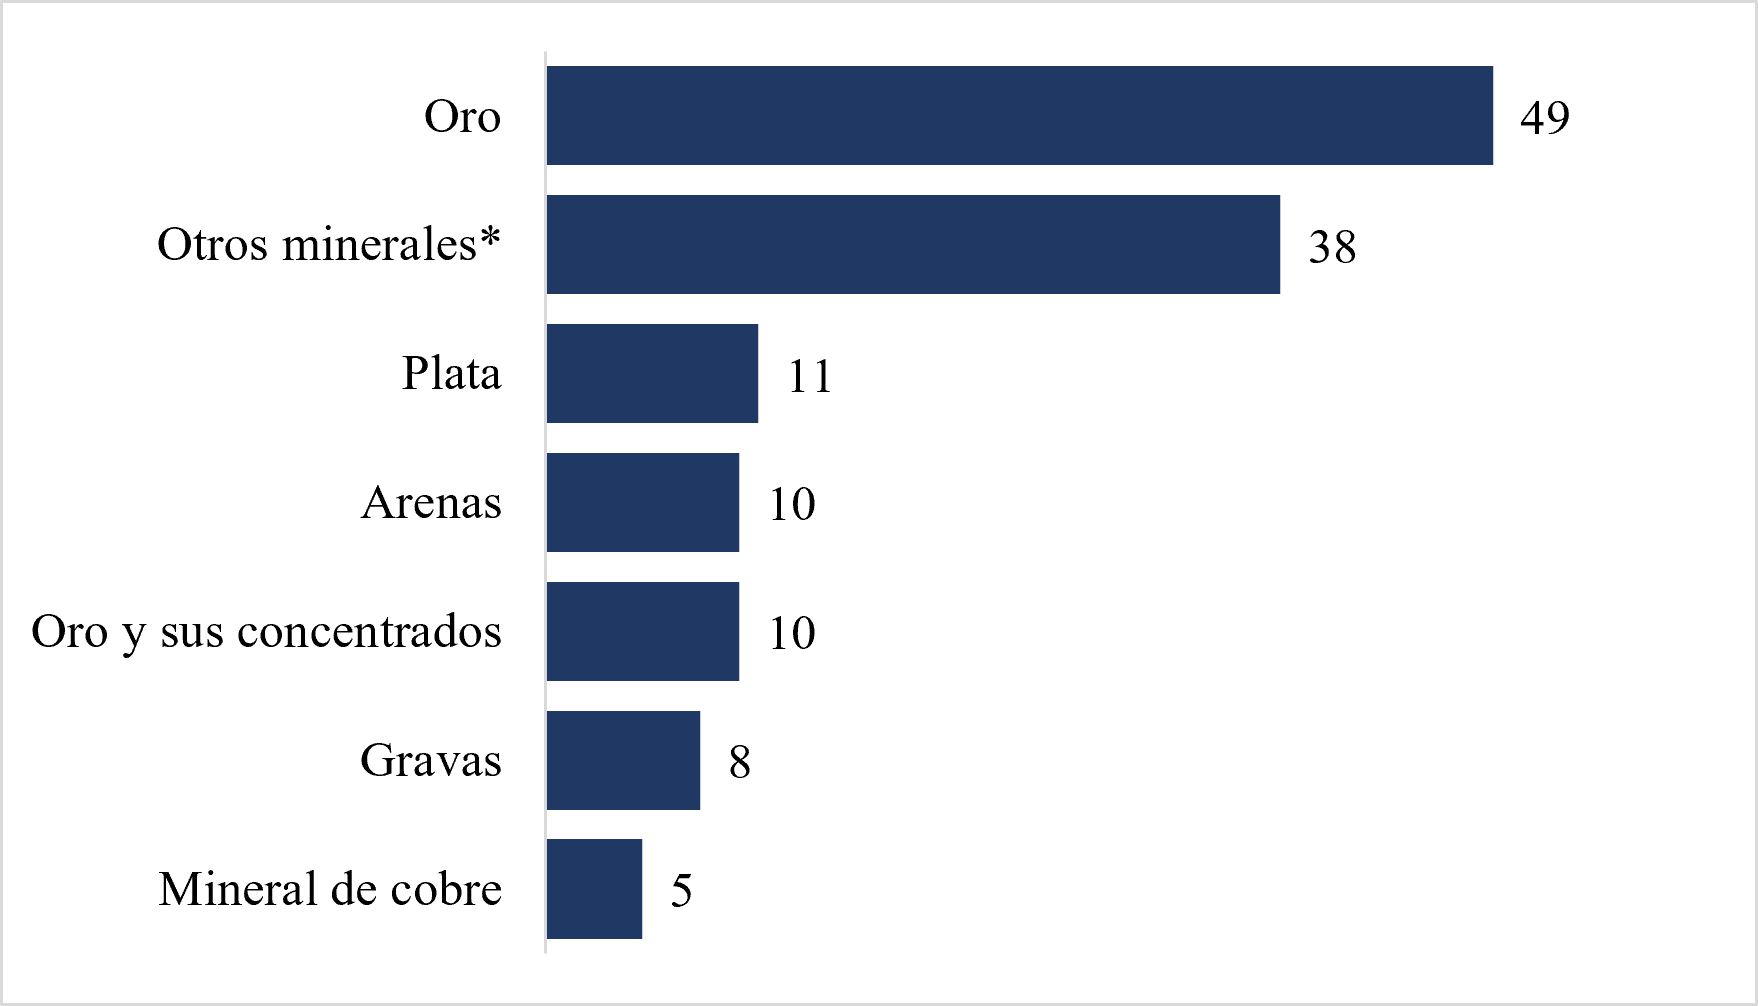 Oro 49
Otros minerales* 38
Plata 11
Arenas 10
Oro y sus concentrados 10
Gravas 8
Mineral de cobre 5